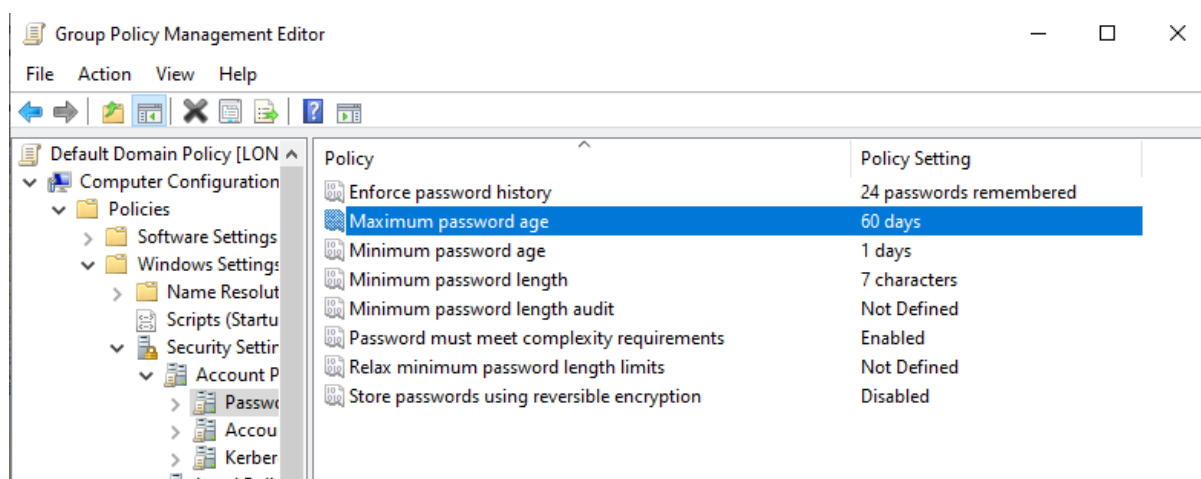 Group Policy Management Editor
File Action View Help
Default Domain Policy [LON
Computer Configuration
Policies
Software Settings
Windows Settings
Name Resolut
Scripts (Startu
Security Settin
Account P
Passwo
Accou
Kerber
Policy Policy Setting
Enforce password history 24 passwords remembered
Maximum password age 60 days
Minimum password age 1 days
Minimum password length 7 characters
Minimum password length audit Not Defined
Password must meet complexity requirements Enabled
Relax minimum password length limits Not Defined
Store passwords using reversible encryption Disabled